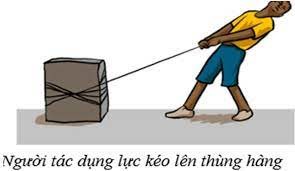 Người tác dụng lực kéo lên thùng hàng